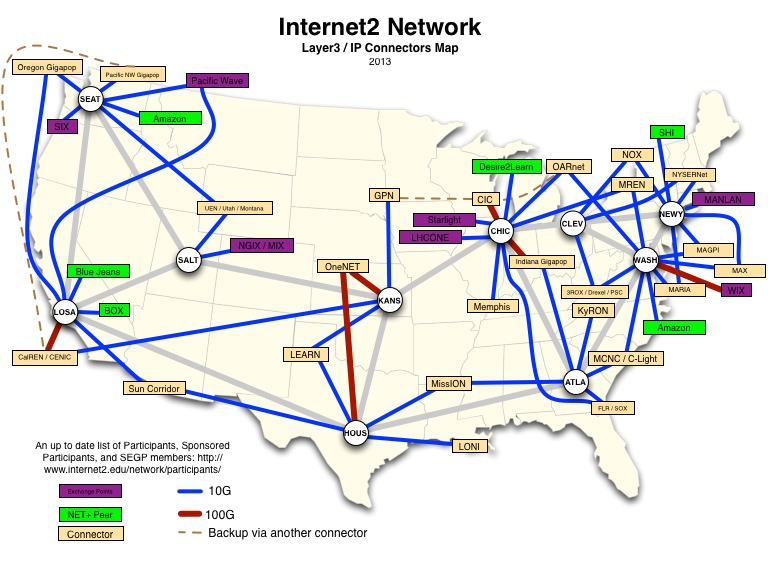 Internet2 Network
Layer3 / IP Connectors Map
2013
Oregon Gigapop
Pacific NW Gigapop
Pacific Wave
SEAT
SIX
Amazon
SHI
NOX
Desire2Learn
OARnet
NYSERNet
MREN
GPN
CIC
MANLAN
UEN / Utah / Montana
Starlight
NEWY
CLEV
CHIC
LHCONE
NGIX / MIX
MAGPI
SALT
WASH
Indiana Gigapop
OneNET
Blue Jeans
MAX
3ROX / Drexel / PSC
MARIA
WIX
KANS
Memphis
KyRON
BOX
LOSA
Amazon
LEARN
CalREN / CENIC
MCNC / C-Light
Sun Corridor
MissION
ATLA
FLR / SOX
HOUS
LONI
An up to date list of Participants, Sponsored
Participants, and SEGP members: http://
www.internet2.edu/network/participants/
Exchange Points
10G
NET+ Peer
100G
Connector
Backup via another connector